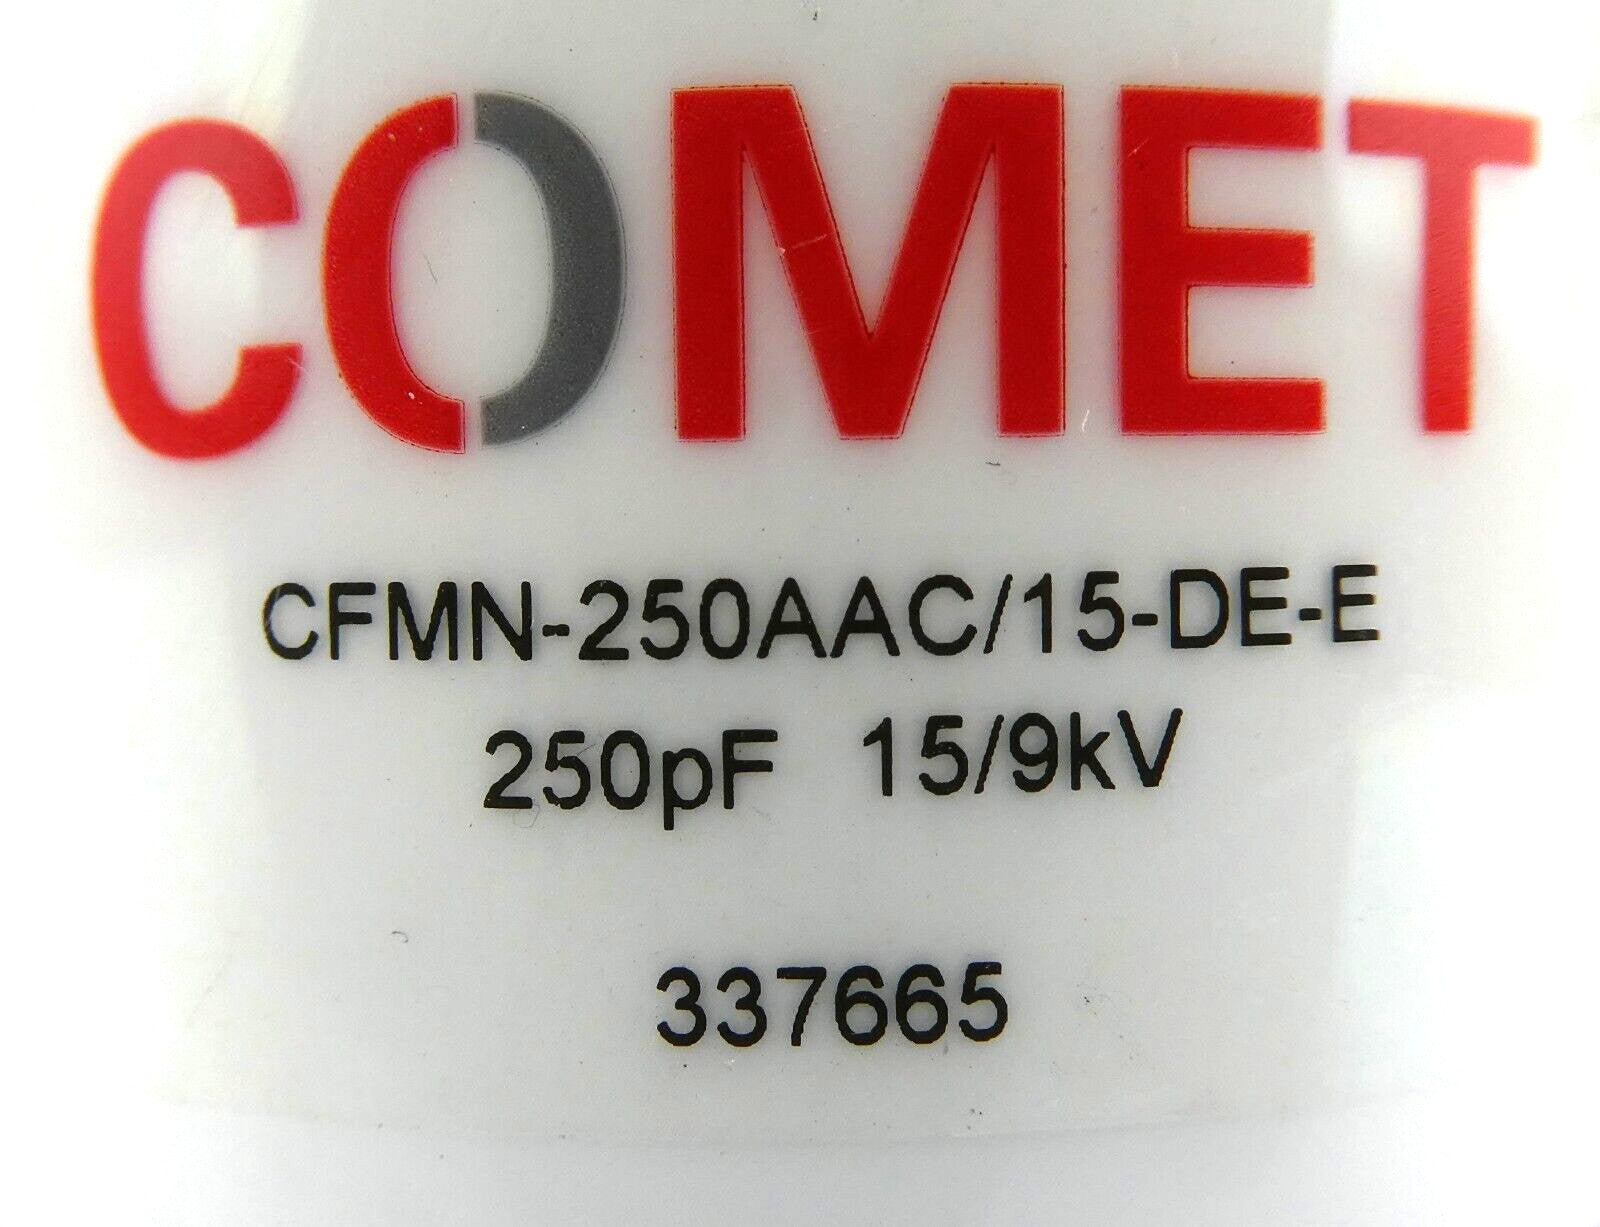 COMET
CFMN-250AAC/15-DE-E
250pF 15/9kV
337665